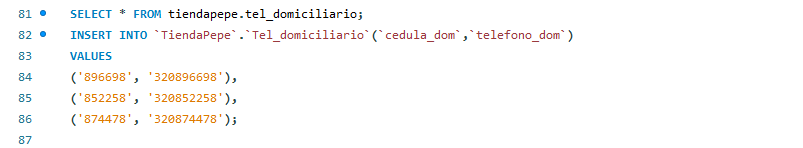 81 SELECT * FROM tiendapepe.tel_domiciliario;
82 INSERT INTO `TiendaPepe`.`Tel_domiciliario`(`cedula_dom`,`telefono_dom`)
83 VALUES
84 ('896698', '320896698'),
85 ('852258', '320852258'),
86 ('874478', '320874478');
87